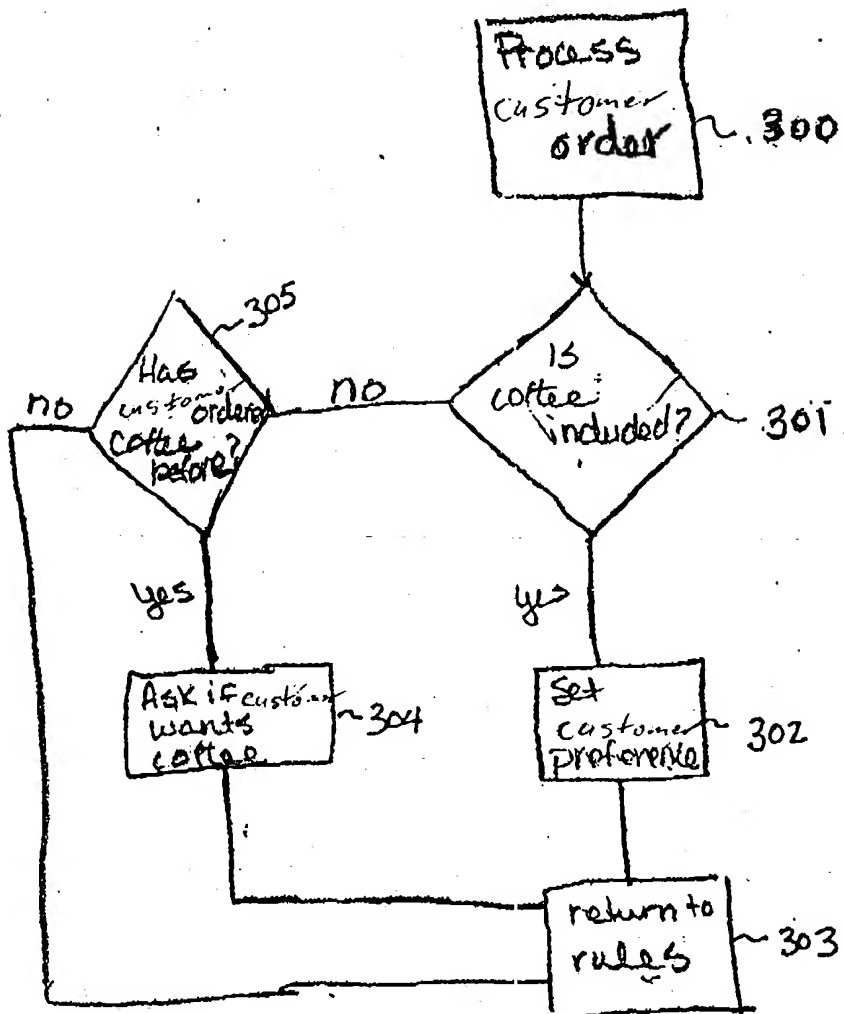 Process
customer
order
.300
305
Has
customer
ordered
coffee
before?
no
no
Is
coffee
included?
301
yes
yes
Ask if customer
wants
coffee
304
Set
customer
preference
302
return to
rules
303